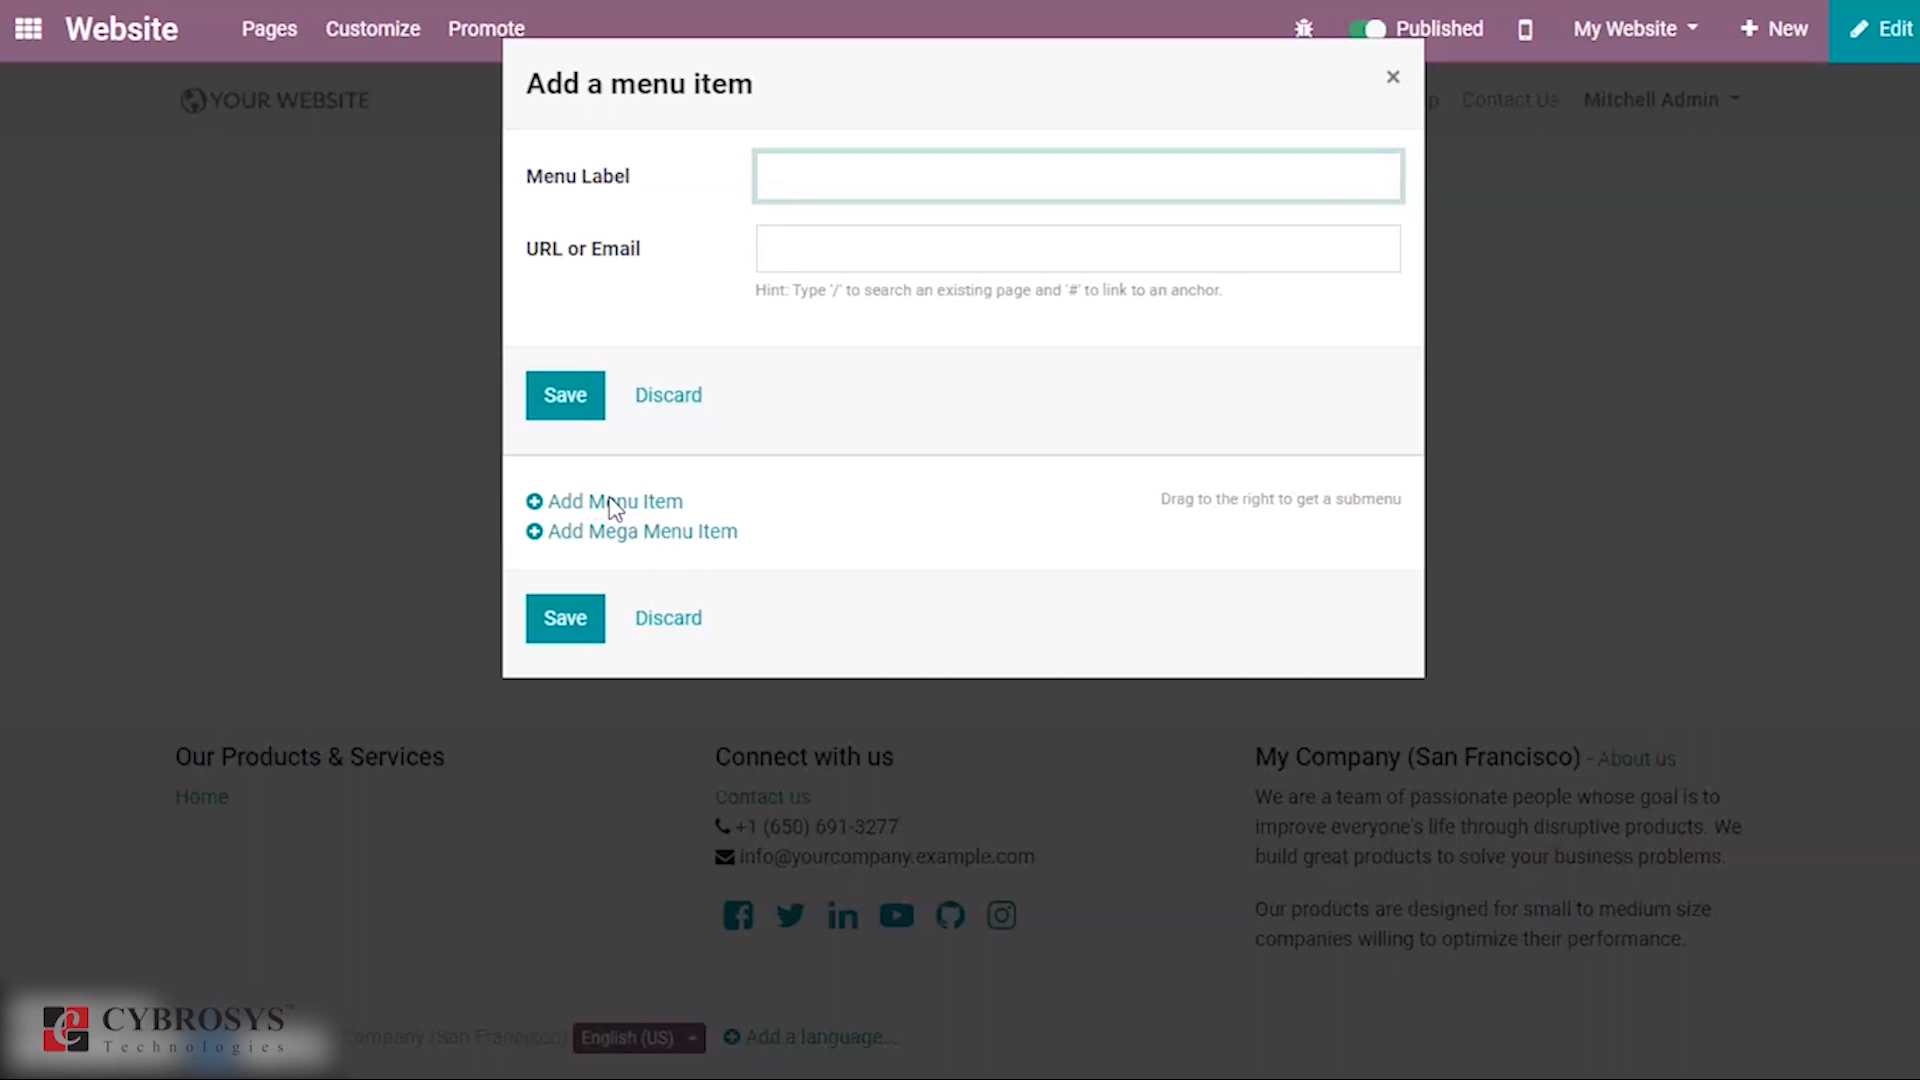 Website Pages Customize Promote Published My Website New Edit
Add a menu item ×
YOUR WEBSITE p Contact Us Mitchell Admin
Menu Label
URL or Email
Hint: Type '/' to search an existing page and '#' to link to an anchor.
Save Discard
Add Menu Item Drag to the right to get a submenu
Add Mega Menu Item
Save Discard
Our Products & Services
Home
Connect with us
Contact us
+1 (650) 691-3277
info@yourcompany.example.com
My Company (San Francisco) - About us
We are a team of passionate people whose goal is to
improve everyone's life through disruptive products. We
build great products to solve your business problems.
Our products are designed for small to medium size
companies willing to optimize their performance.
CYBROSYS™
Technologies
Company (San Francisco) English (US) Add a language...